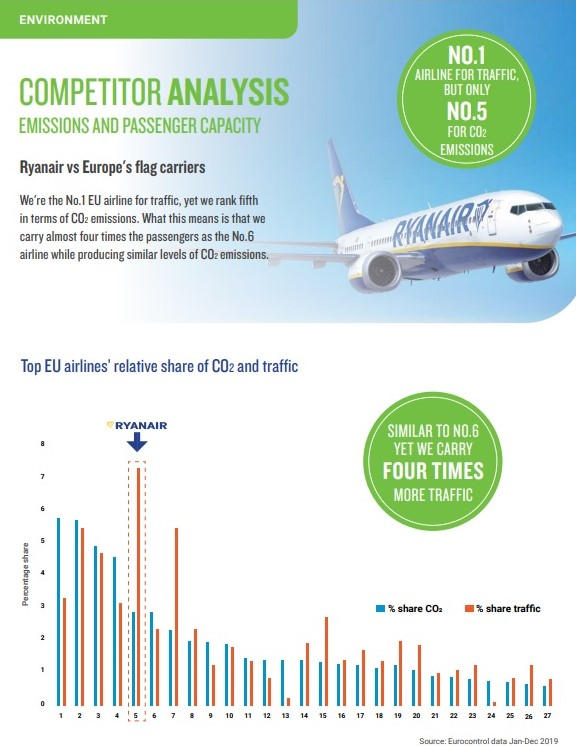 ENVIRONMENT
COMPETITOR ANALYSIS
EMISSIONS AND PASSENGER CAPACITY
NO.1
AIRLINE FOR TRAFFIC,
BUT ONLY
NO.5
FOR CO₂
EMISSIONS
Ryanair vs Europe's flag carriers
We're the No.1 EU airline for traffic, yet we rank fifth
in terms of CO₂ emissions. What this means is that we
carry almost four times the passengers as the No.6
airline while producing similar levels of CO₂ emissions.
RYANAIR
Top EU airlines' relative share of CO₂ and traffic
SIMILAR TO NO.6
YET WE CARRY
FOUR TIMES
MORE TRAFFIC
RYANAIR
Percentage share
8
7
6
5
4
3
2
1
0
% share CO₂ % share traffic
1 2 3 4 5 6 7 8 9 10 11 12 13 14 15 16 17 18 19 20 21 22 23 24 25 26 27
Source: Eurocontrol data Jan-Dec 2019